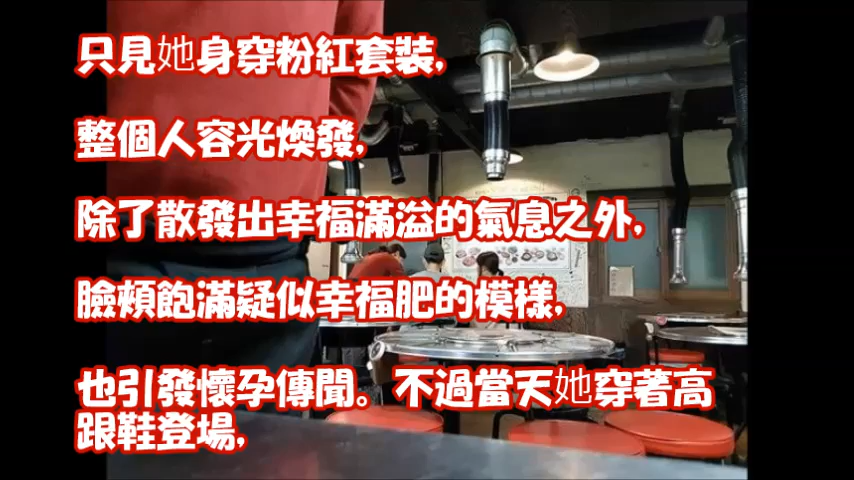 只見她身穿粉紅套裝,
整個人容光煥發,
除了散發出幸福滿溢的氣息之外,
臉頰飽滿疑似幸福肥的模樣,
也引發懷孕傳聞。不過當天她穿著高
跟鞋登場,